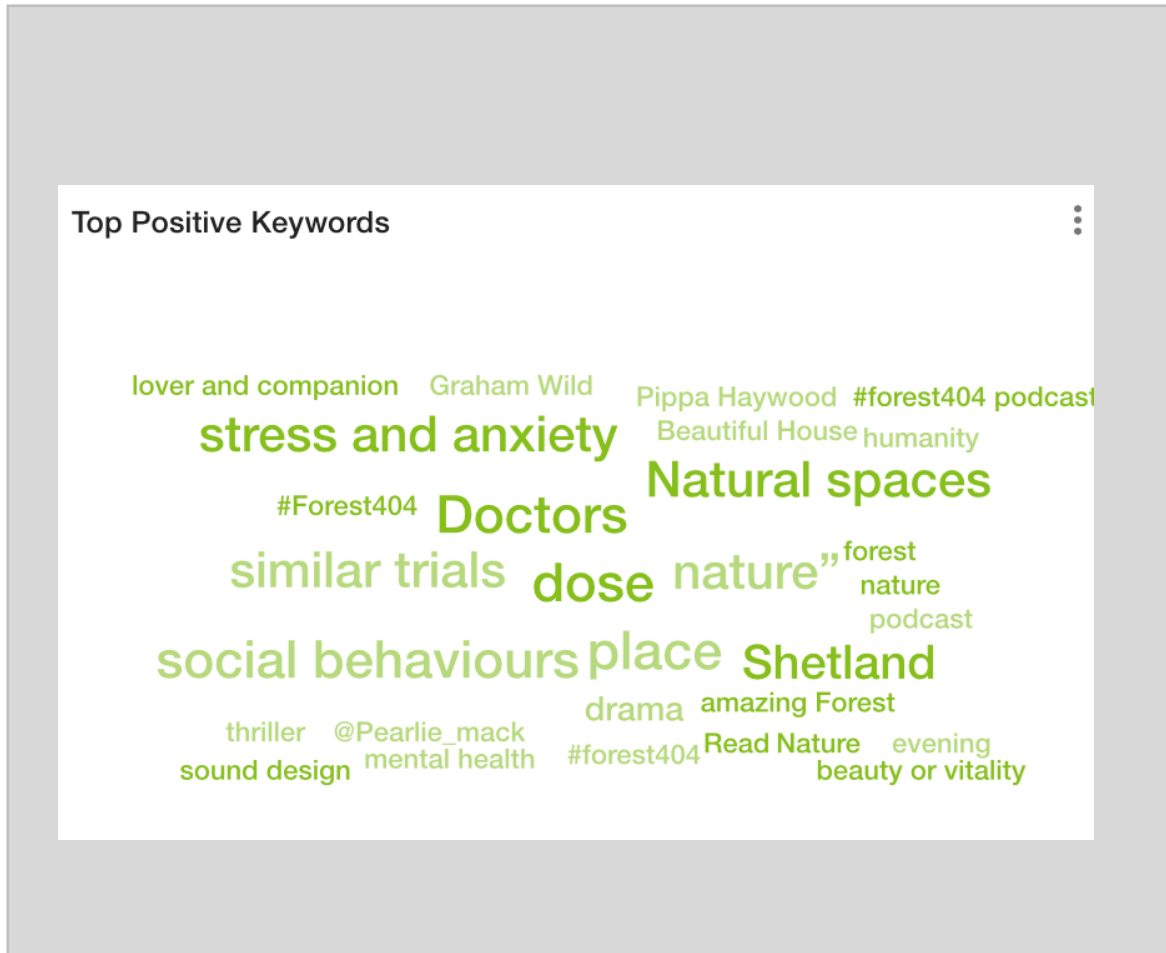 Top Positive Keywords
lover and companion Graham Wild Pippa Haywood #forest404 podcast
stress and anxiety Beautiful House humanity
Natural spaces
#Forest404 Doctors
similar trials dose nature” forest
nature
podcast
social behaviours place Shetland
drama amazing Forest
thriller @Pearlie_mack #forest404 Read Nature evening
sound design mental health beauty or vitality